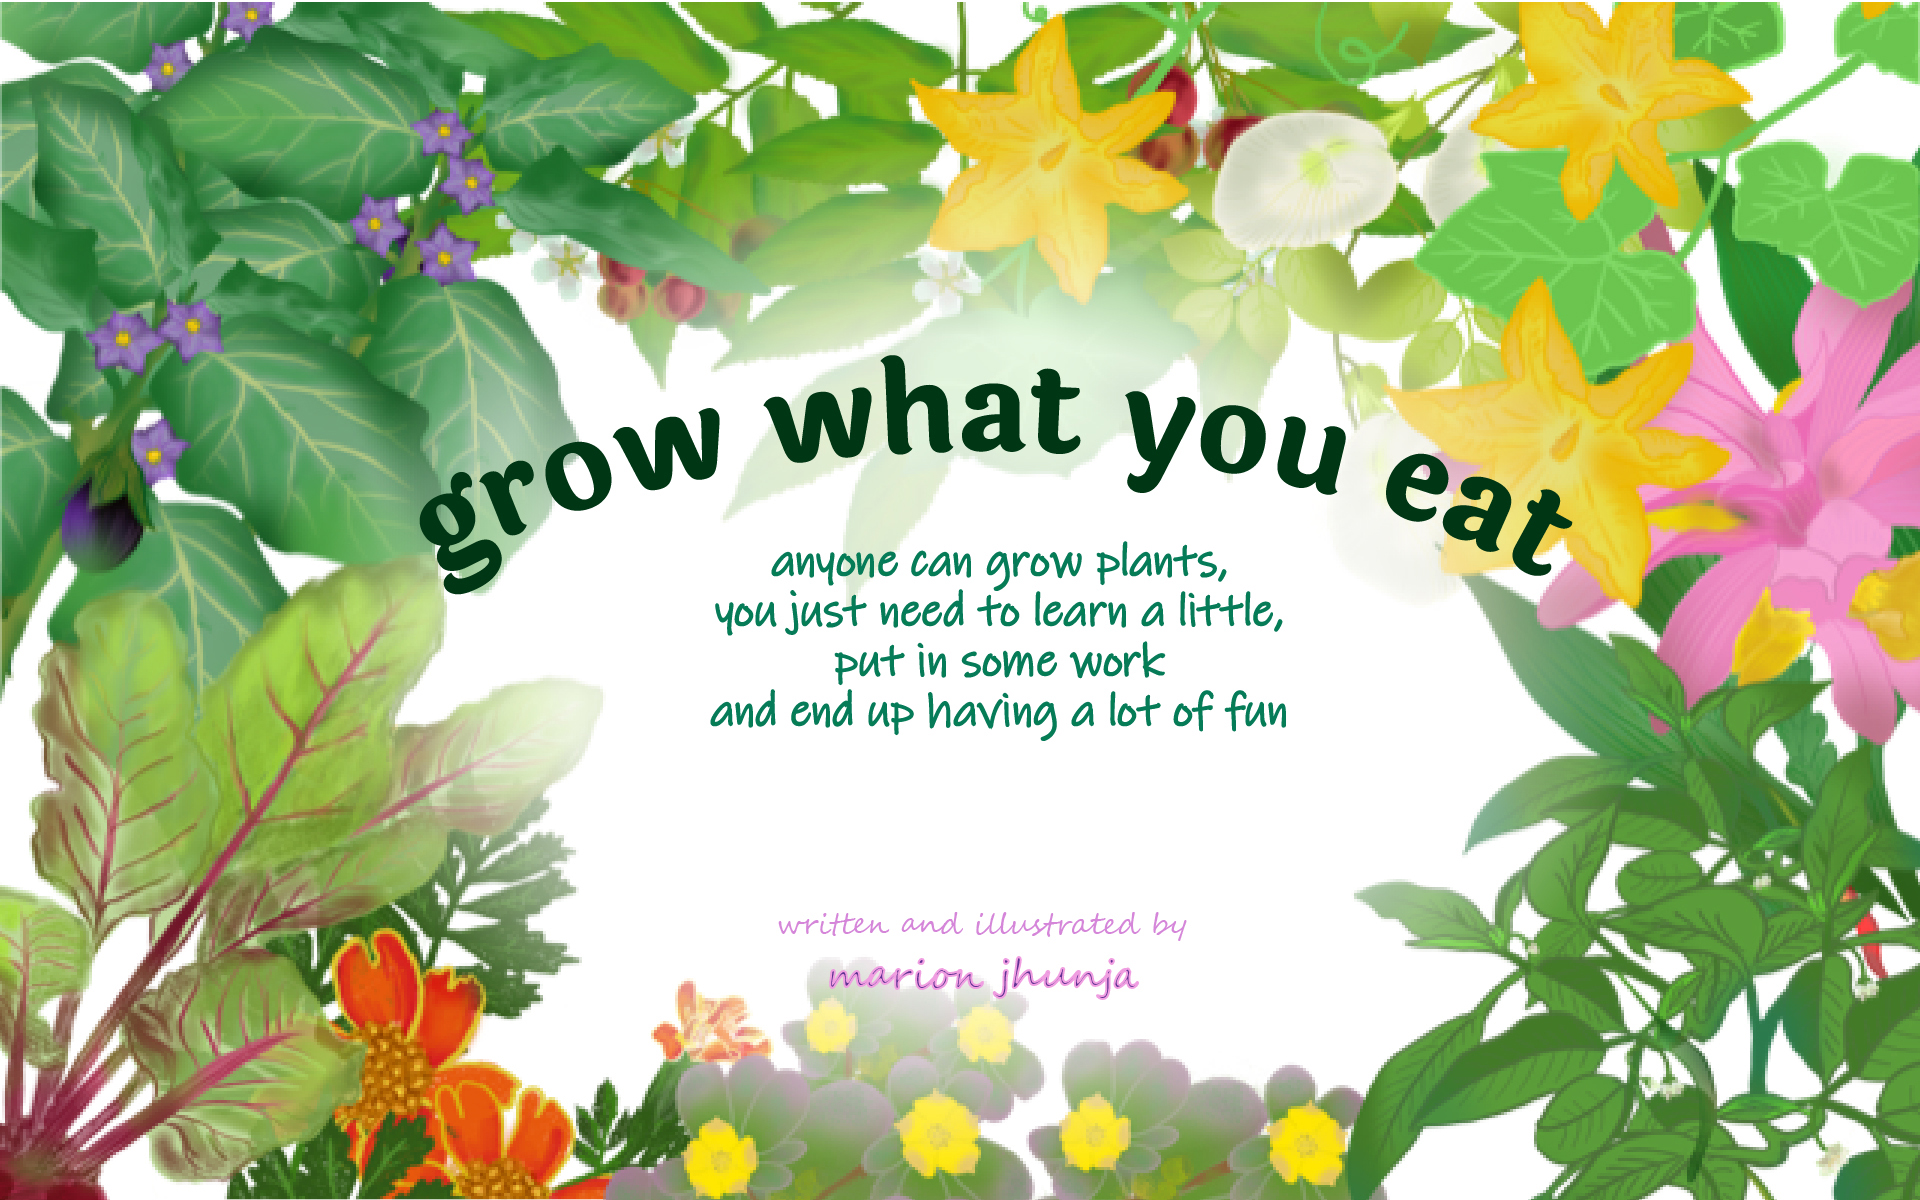 grow what you eat
anyone can grow plants,
you just need to learn a little,
put in some work
and end up having a lot of fun
written and illustrated by
marion jhunja